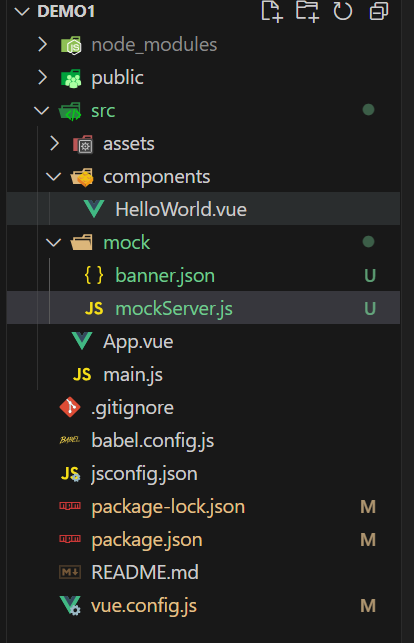 DEMO1
node_modules
public
src
assets
components
HelloWorld.vue
mock
{ } banner.json U
JS mockServer.js U
App.vue
JS main.js
.gitignore
BABEL babel.config.js
JS jsconfig.json
package-lock.json M
package.json M
README.md
vue.config.js M